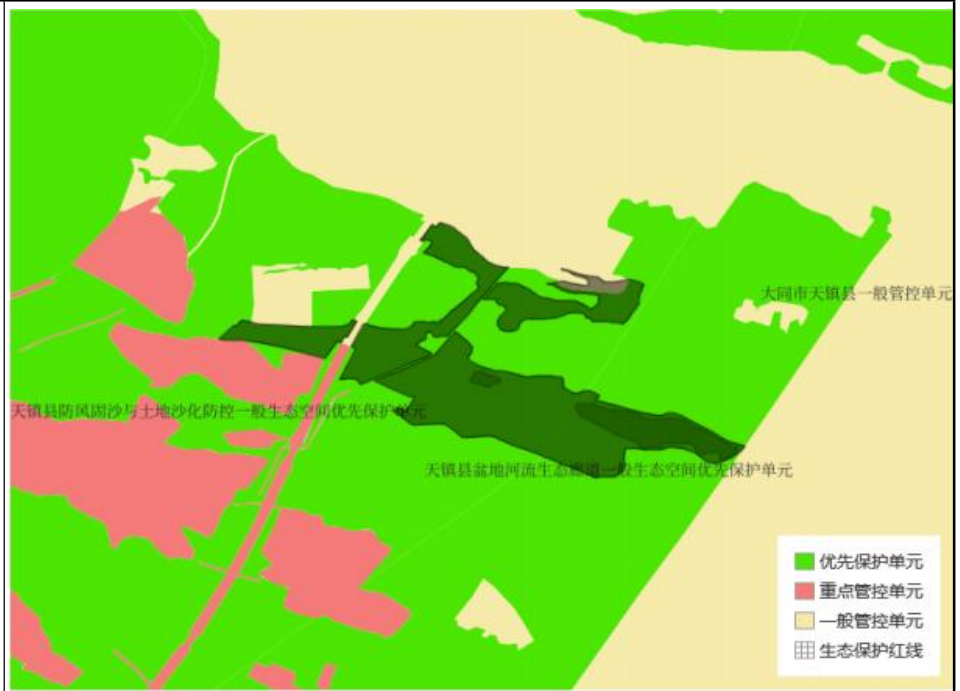 大同市天镇县一般管控单元
天镇县防风固沙与土地沙化防控一般生态空间优先保护单元
天镇县盆地河流生态廊道一般生态空间优先保护单元
优先保护单元
重点管控单元
一般管控单元
生态保护红线